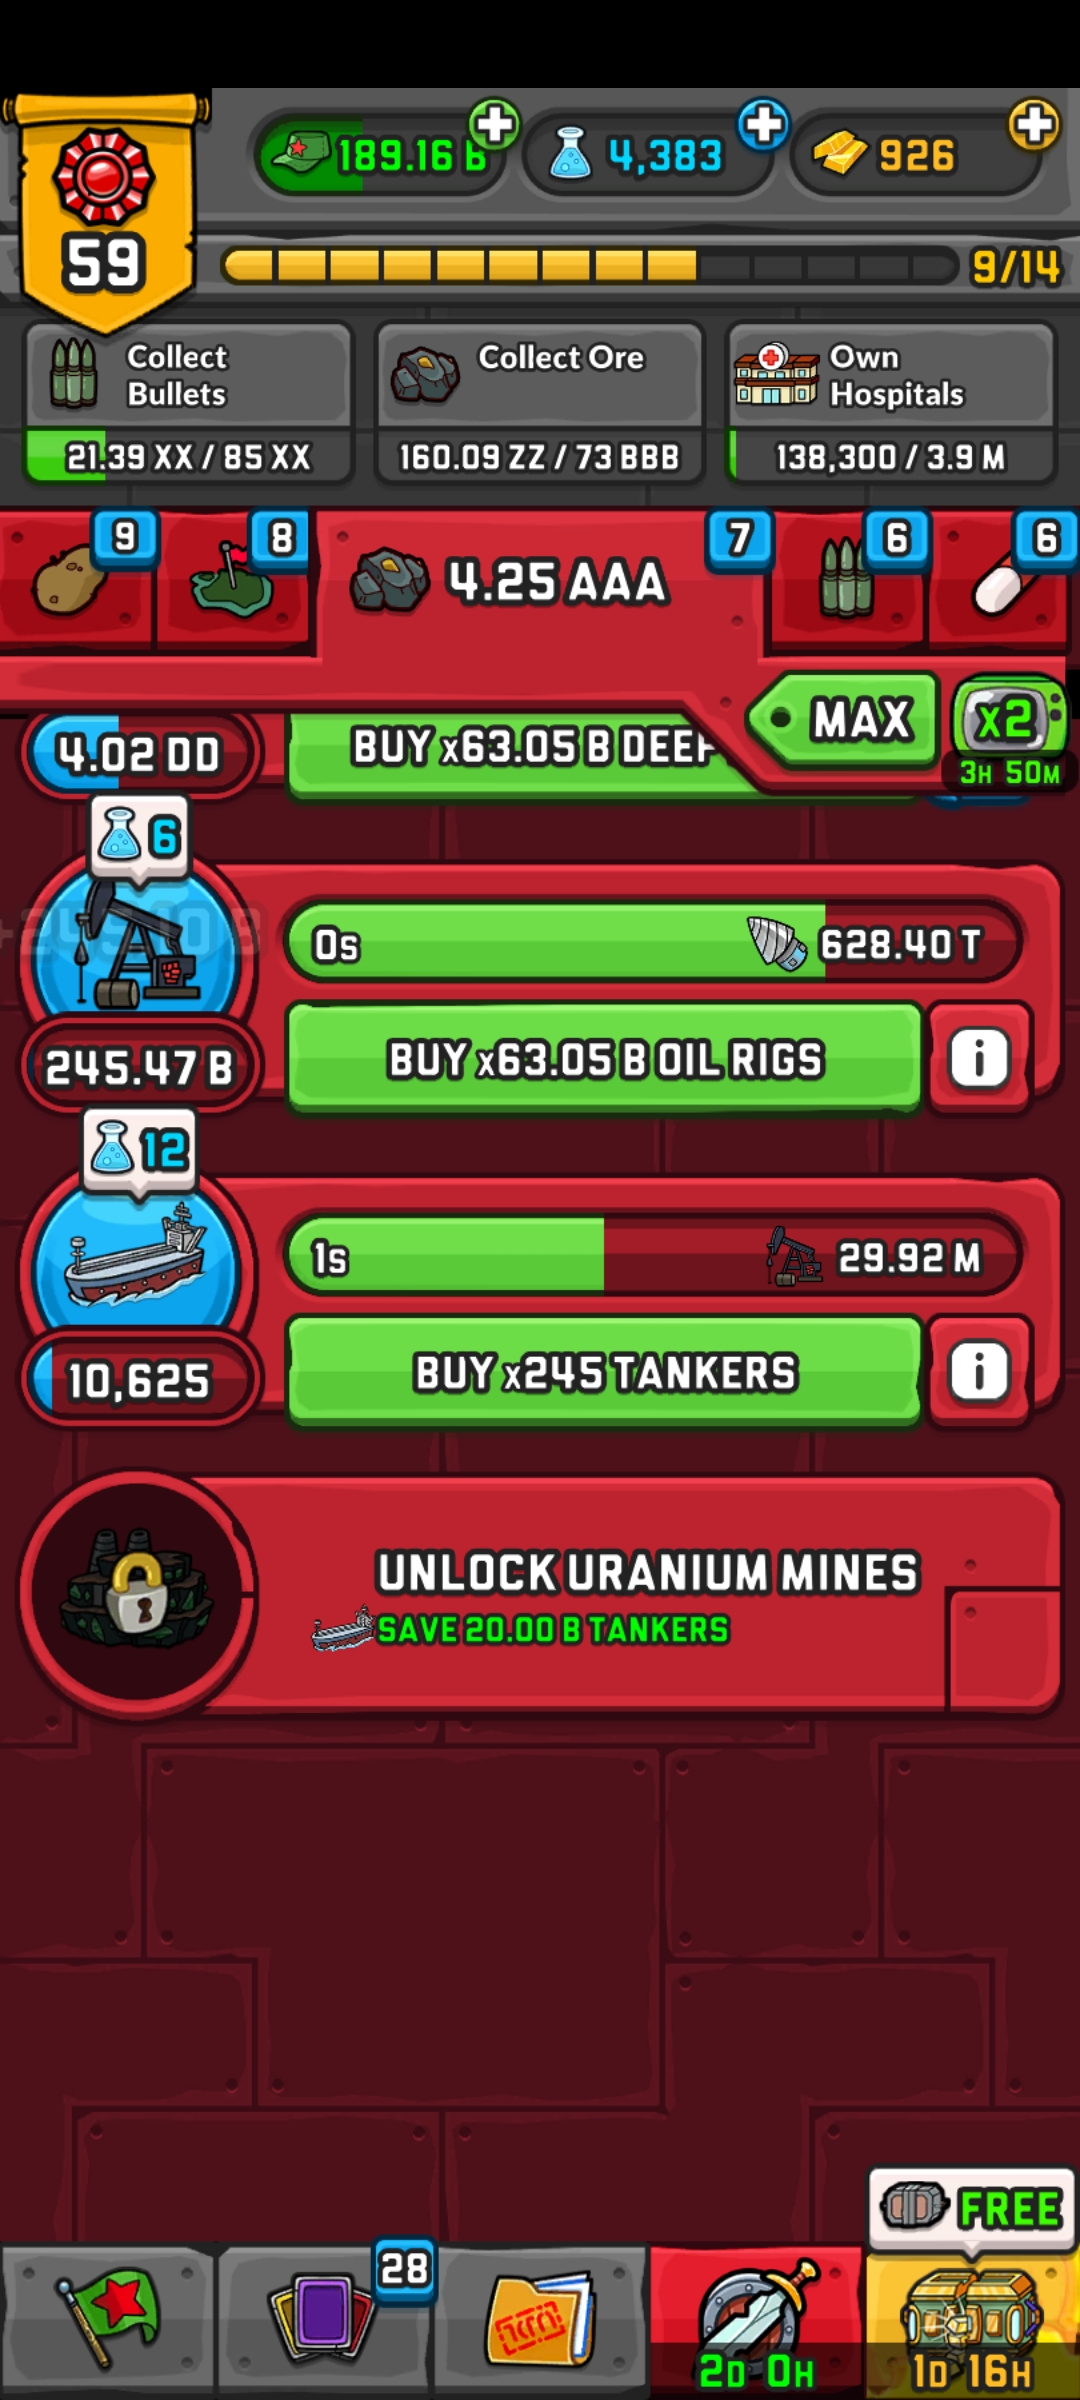 189.16 B
4,383
926
59
9/14
Collect
Bullets
21.39 XX / 85 XX
Collect Ore
160.09 ZZ / 73 BBB
Own
Hospitals
138,300 / 3.9 M
9
8
4.25 AAA
7
6
6
MAX
x2
3H 50M
4.02 DD
BUY x63.05 B DEEP
6
0s
628.40 T
245.47 B
BUY x63.05 B OIL RIGS
i
12
1s
29.92 M
10,625
BUY x245 TANKERS
i
UNLOCK URANIUM MINES
SAVE 20.00 B TANKERS
FREE
28
2D 0H
1D 16H